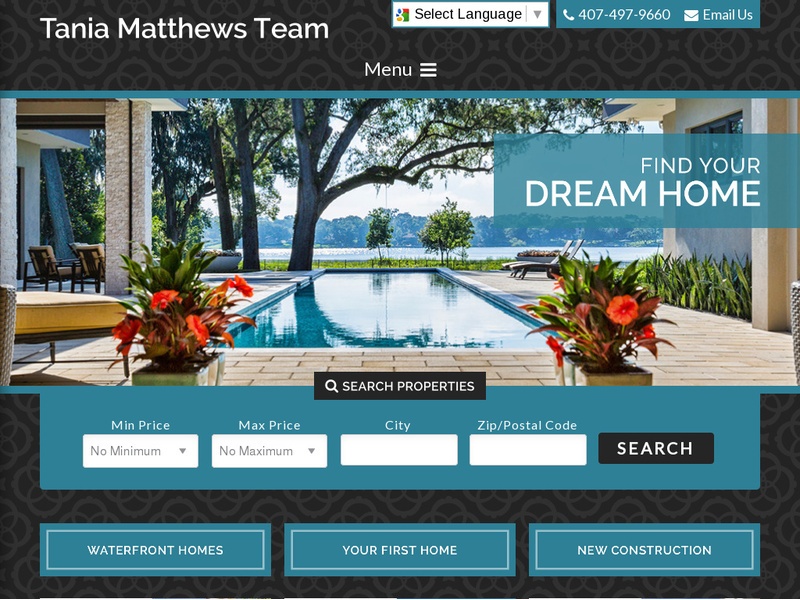 Tania Matthews Team
Select Language ▼
407-497-9660 Email Us
Menu
FIND YOUR
DREAM HOME
SEARCH PROPERTIES
Min Price Max Price City Zip/Postal Code
No Minimum No Maximum SEARCH
WATERFRONT HOMES YOUR FIRST HOME NEW CONSTRUCTION